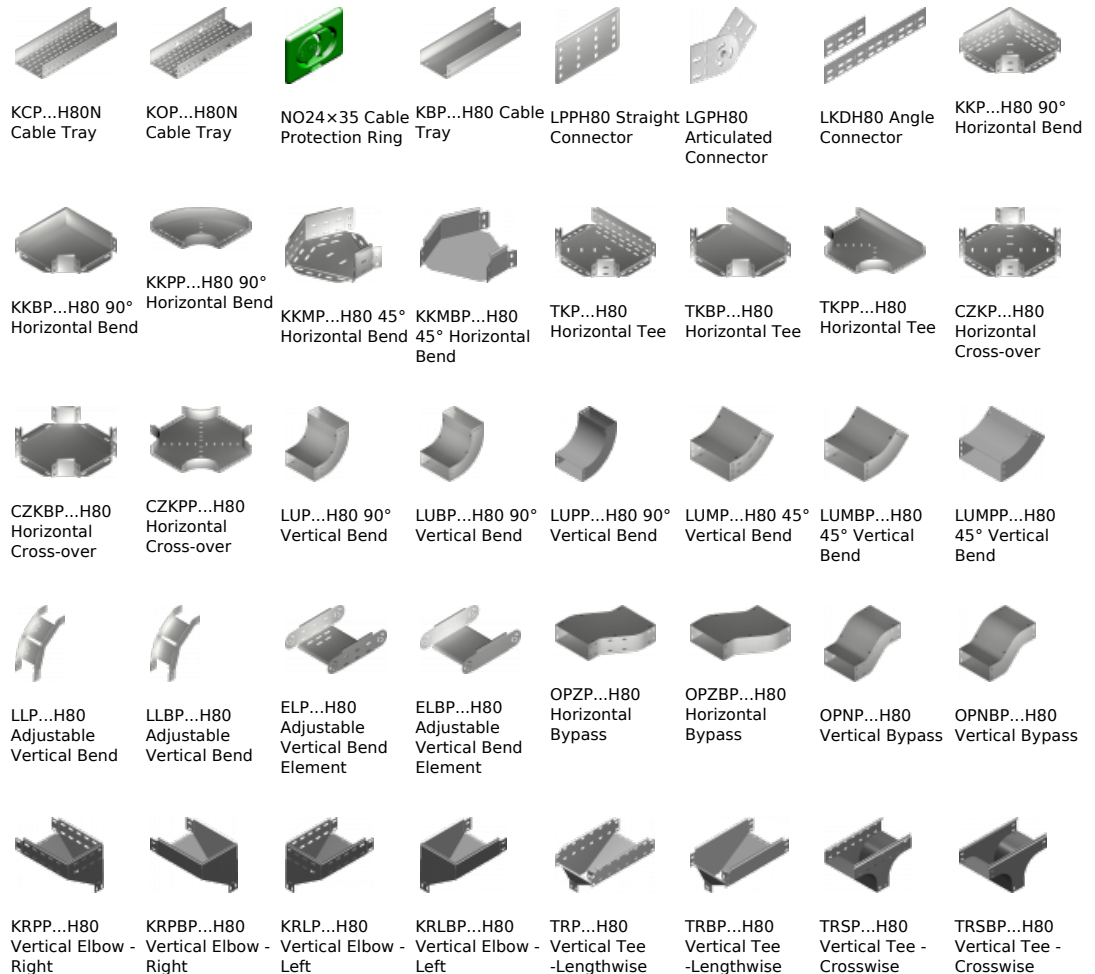 KCP...H80N
Cable Tray
KOP...H80N
Cable Tray
NO24×35 Cable
Protection Ring
KBP...H80 Cable
Tray
LPPH80 Straight
Connector
LGPH80
Articulated
Connector
LKDH80 Angle
Connector
KKP...H80 90°
Horizontal Bend
KKBP...H80 90°
Horizontal Bend
KKPP...H80 90°
Horizontal Bend
KKMP...H80 45°
Horizontal Bend
KKMBP...H80
45° Horizontal
Bend
TKP...H80
Horizontal Tee
TKBP...H80
Horizontal Tee
TKPP...H80
Horizontal Tee
CZKP...H80
Horizontal
Cross-over
CZKBP...H80
Horizontal
Cross-over
CZKPP...H80
Horizontal
Cross-over
LUP...H80 90°
Vertical Bend
LUBP...H80 90°
Vertical Bend
LUPP...H80 90°
Vertical Bend
LUMP...H80 45°
Vertical Bend
LUMBP...H80
45° Vertical
Bend
LUMPP...H80
45° Vertical
Bend
LLP...H80
Adjustable
Vertical Bend
LLBP...H80
Adjustable
Vertical Bend
ELP...H80
Adjustable
Vertical Bend
Element
ELBP...H80
Adjustable
Vertical Bend
Element
OPZP...H80
Horizontal
Bypass
OPZBP...H80
Horizontal
Bypass
OPNP...H80
Vertical Bypass
OPNBP...H80
Vertical Bypass
KRPP...H80
Vertical Elbow -
Right
KRPBP...H80
Vertical Elbow -
Right
KRLP...H80
Vertical Elbow -
Left
KRLBP...H80
Vertical Elbow -
Left
TRP...H80
Vertical Tee
-Lengthwise
TRBP...H80
Vertical Tee
-Lengthwise
TRSP...H80
Vertical Tee -
Crosswise
TRSBP...H80
Vertical Tee -
Crosswise